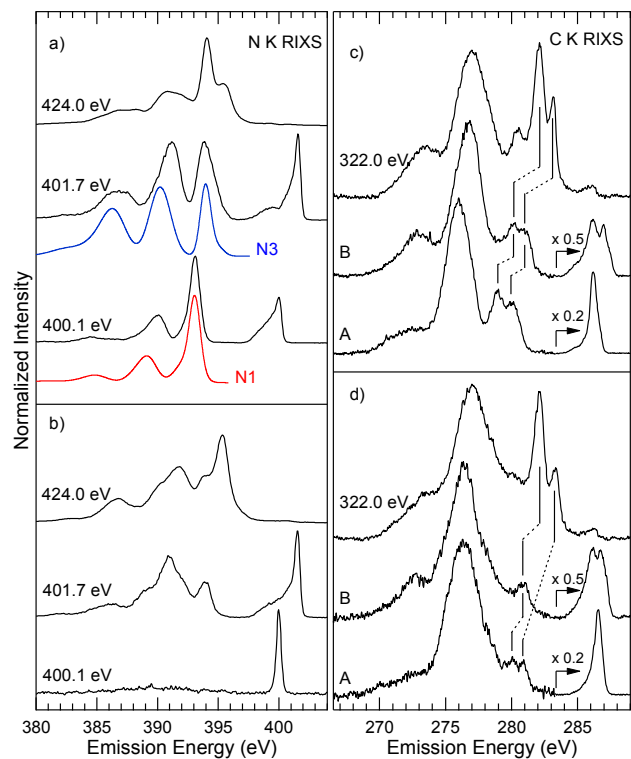 a)
N K RIXS
424.0 eV
401.7 eV
N3
400.1 eV
N1
b)
424.0 eV
401.7 eV
400.1 eV
380 385 390 395 400
Emission Energy (eV)
Normalized Intensity
c)
C K RIXS
322.0 eV
B
x 0.5
A
x 0.2
d)
322.0 eV
B
x 0.5
A
x 0.2
270 275 280 285
Emission Energy (eV)